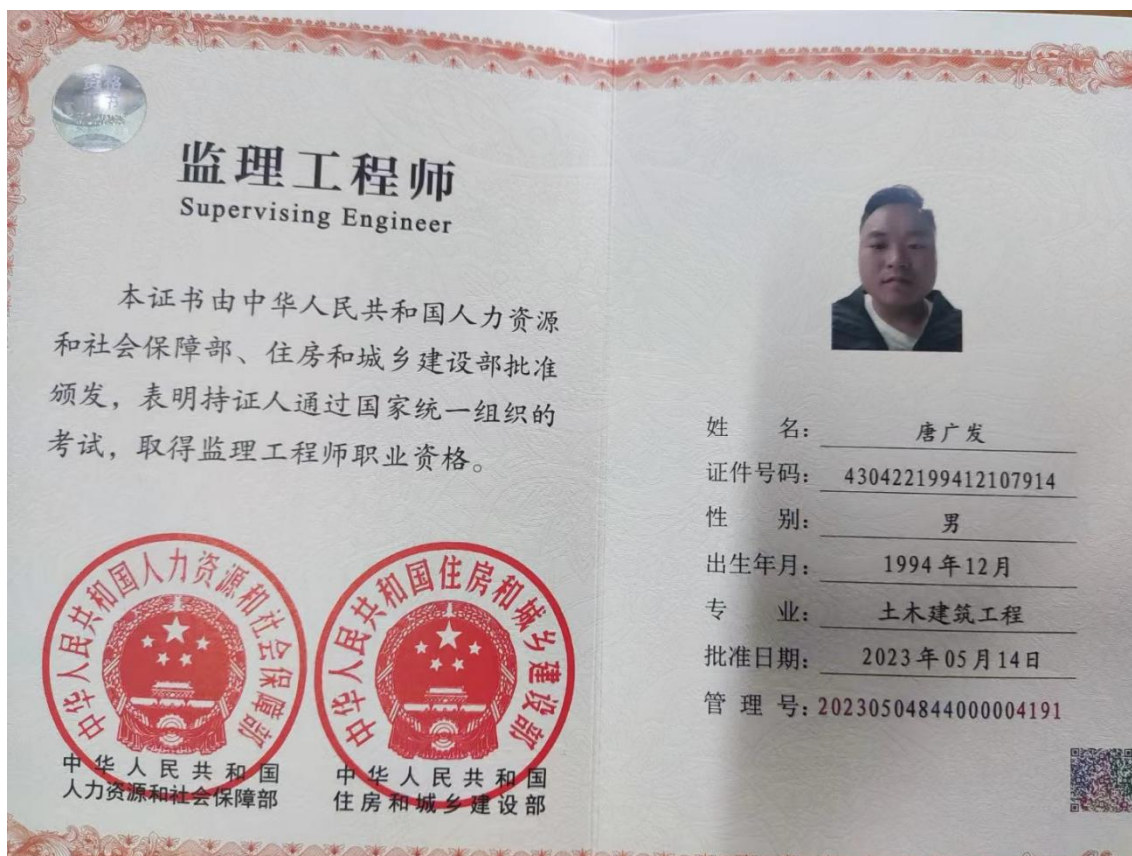 监理工程师
Supervising Engineer
本证书由中华人民共和国人力资源
和社会保障部、住房和城乡建设部批准
颁发，表明持证人通过国家统一组织的
考试，取得监理工程师职业资格。
中华人民共和国人力资源和社会保障部
中华人民共和国
人力资源和社会保障部
中华人民共和国住房和城乡建设部
中华人民共和国
住房和城乡建设部
姓 名： 唐广发
证件号码： 430422199412107914
性 别： 男
出生年月： 1994年12月
专 业： 土木建筑工程
批准日期： 2023年05月14日
管 理 号：20230504844000004191